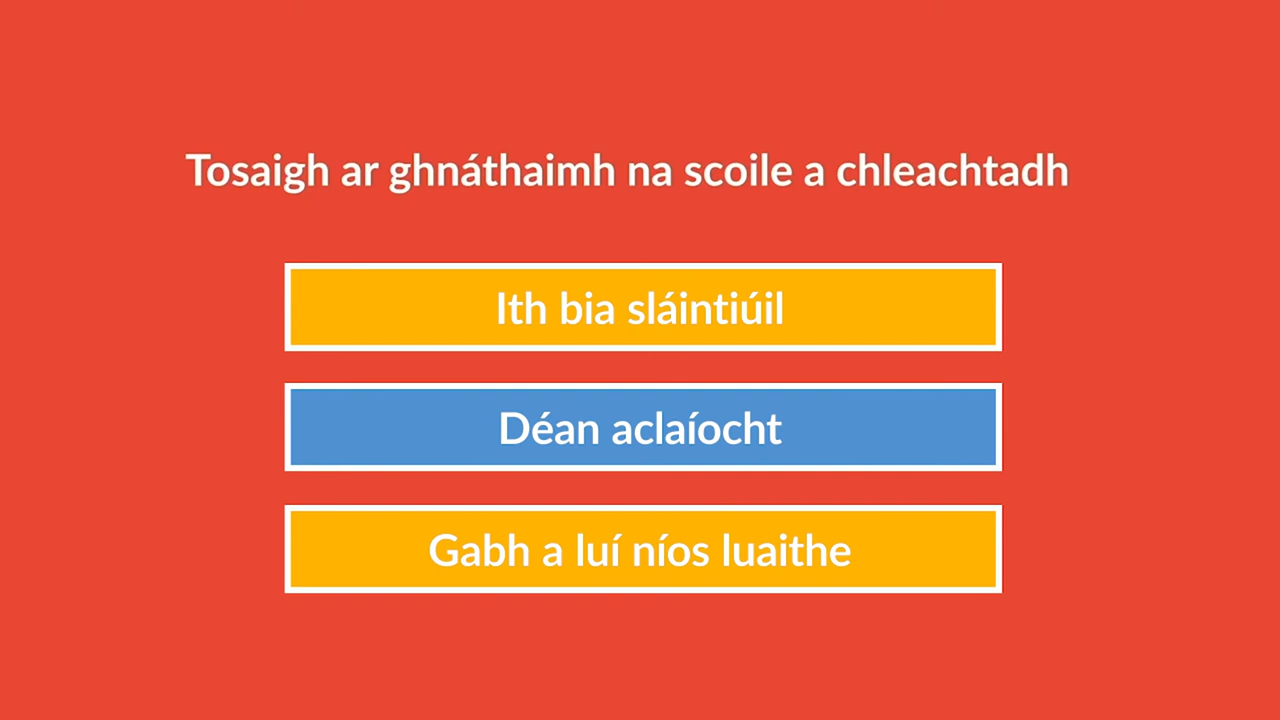 Tosaigh ar ghnáthaimh na scoile a chleachtadh
Ith bia sláintiúil
Déan aclaíocht
Gabh a luí níos luaithe